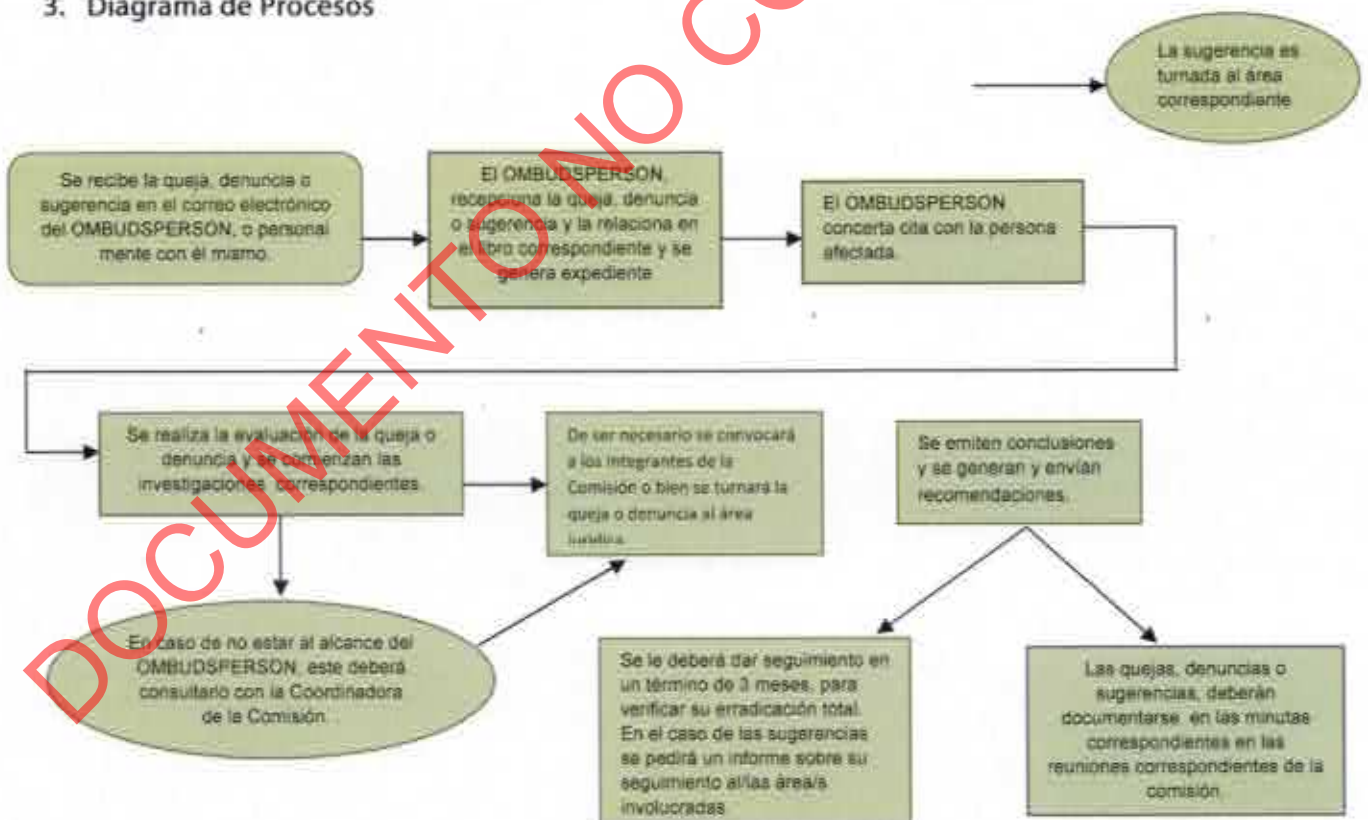 3. Diagrama de Procesos
La sugerencia es
turnada al área
correspondiente
Se recibe la queja, denuncia o
sugerencia en el correo electrónico
del OMBUDSPERSON, o personal
mente con él mismo.
El OMBUDSPERSON,
recepciona la queja, denuncia
o sugerencia y la relaciona en
el libro correspondiente y se
genera expediente
El OMBUDSPERSON
concerta cita con la persona
afectada.
Se realiza la evaluación de la queja o
denuncia y se comienzan las
investigaciones correspondientes.
De ser necesario se convocará
a los integrantes de la
Comisión o bien se turnará la
queja o denuncia al área
jurídica.
Se emiten conclusiones
y se generan y envían
recomendaciones.
En caso de no estar al alcance del
OMBUDSPERSON, este deberá
consultarlo con la Coordinadora
de la Comisión.
Se le deberá dar seguimiento en
un término de 3 meses, para
verificar su erradicación total.
En el caso de las sugerencias
se pedirá un informe sobre su
seguimiento al/las área/s
involucradas
Las quejas, denuncias o
sugerencias, deberán
documentarse en las minutas
correspondientes en las
reuniones correspondientes de la
comisión.
DOCUMENTO NO CO